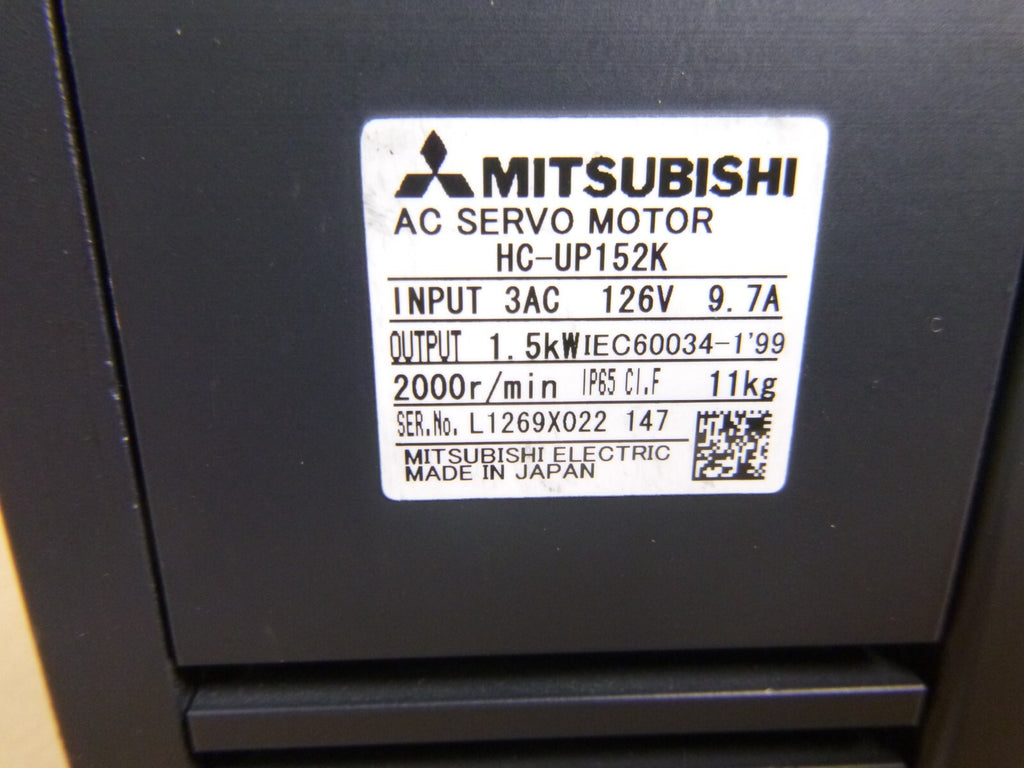 MITSUBISHI
AC SERVO MOTOR
HC-UP152K
INPUT 3AC 126V 9.7A
OUTPUT 1.5kW IEC60034-1'99
2000r/min IP65 CI.F 11kg
SER.No. L1269X022 147
MITSUBISHI ELECTRIC
MADE IN JAPAN